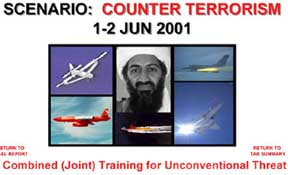 SCENARIO: COUNTER TERRORISM
1-2 JUN 2001
RETURN TO
AL REPORT
RETURN TO
TAB SUMMARY
Combined (Joint) Training for Unconventional Threat